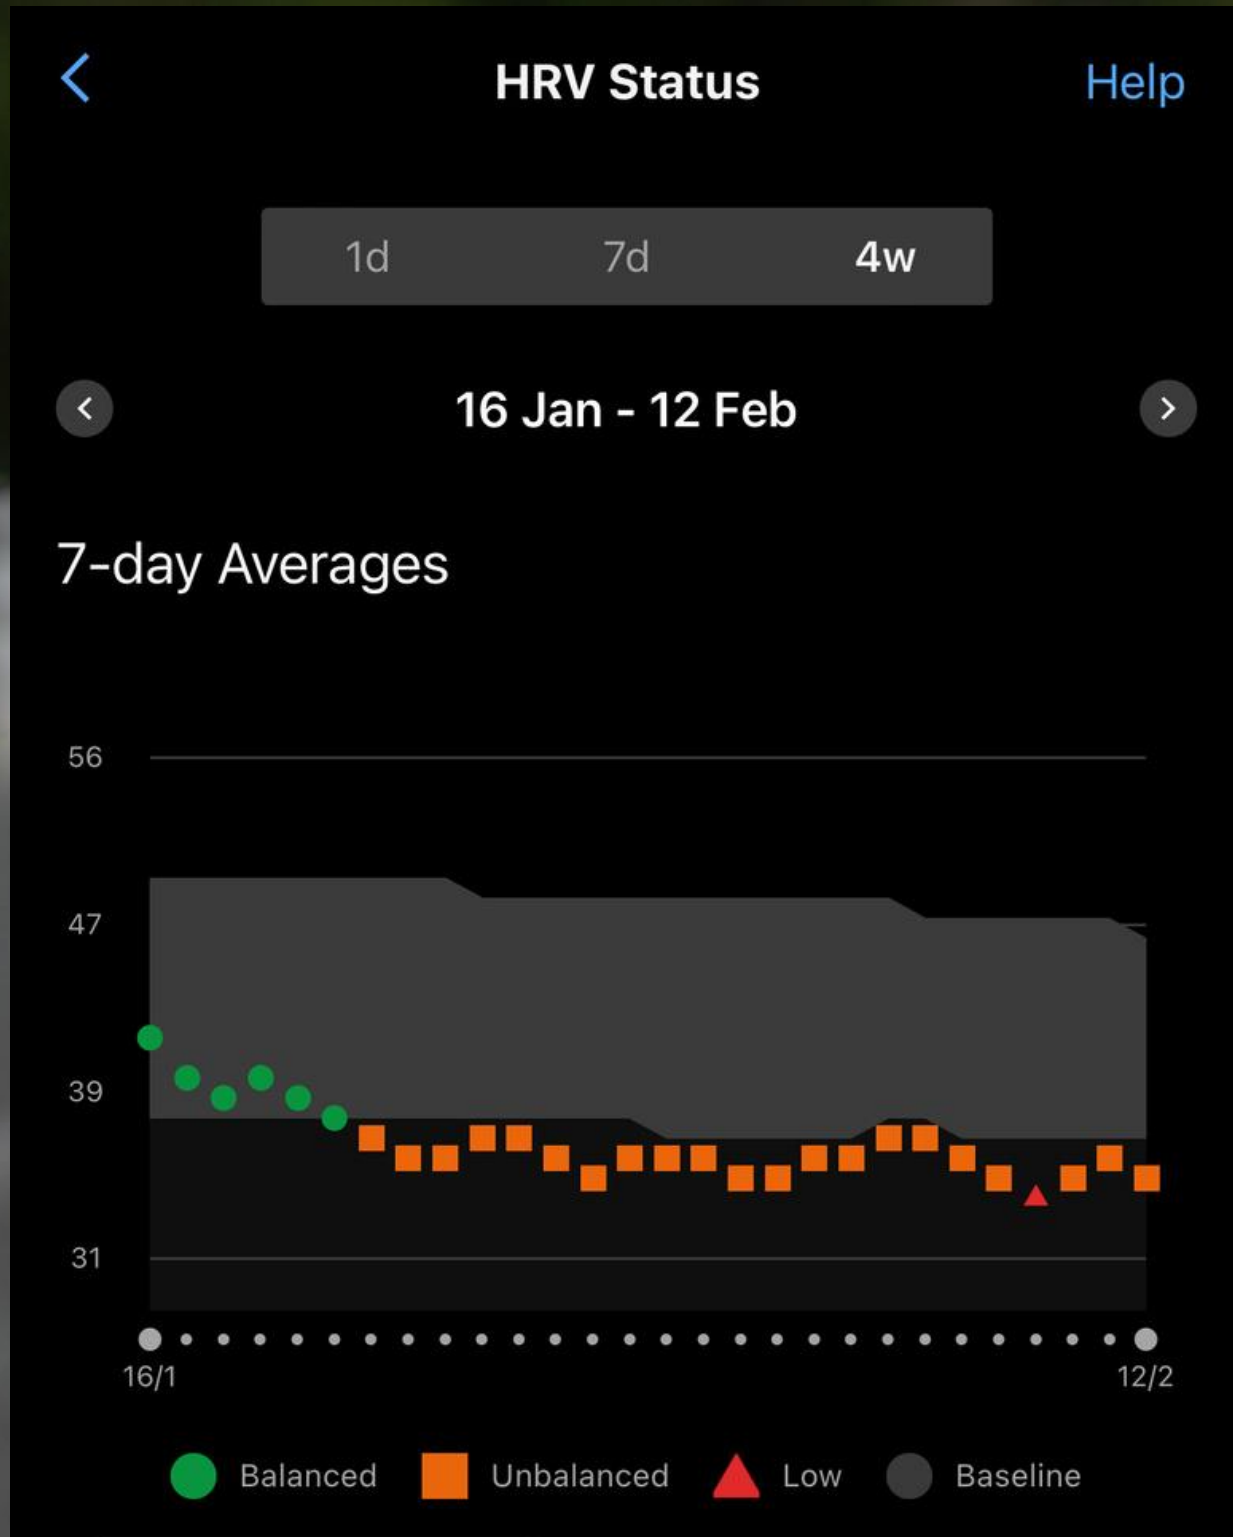 HRV Status
Help
1d 7d 4w
16 Jan - 12 Feb
7-day Averages
56
47
39
31
16/1 12/2
Balanced Unbalanced Low Baseline